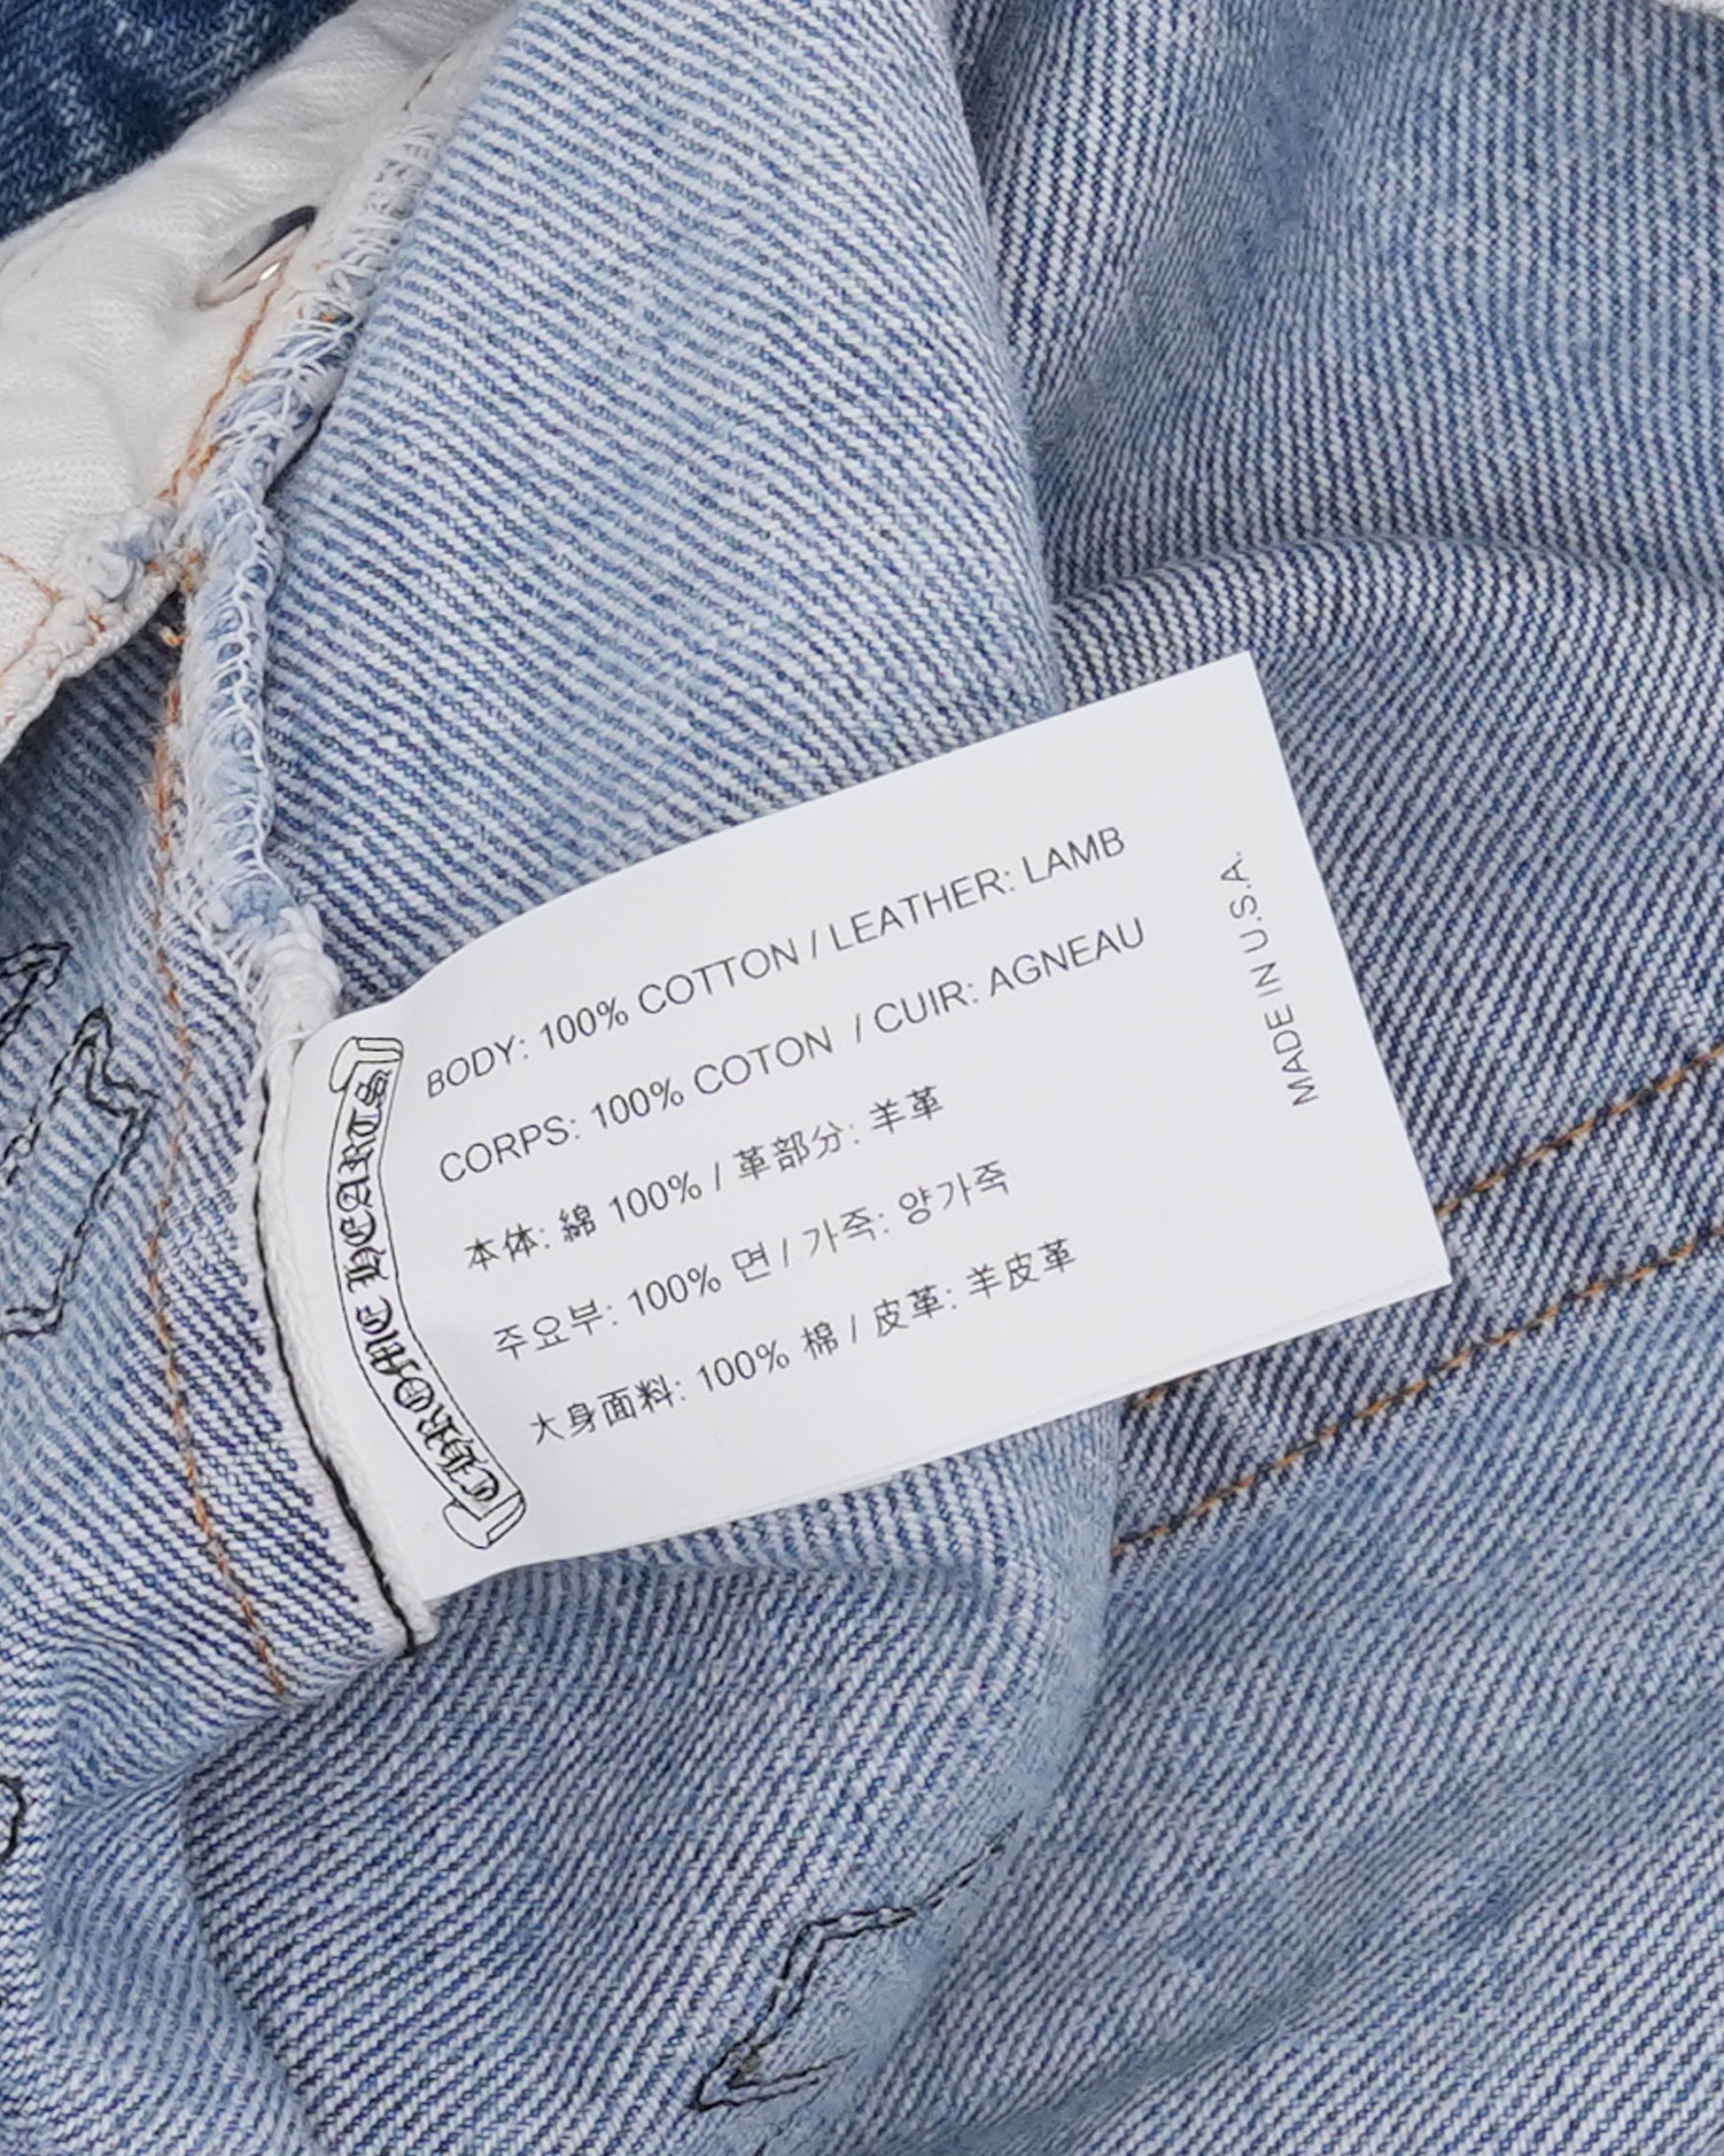 CHROME HEARTS
BODY: 100% COTTON / LEATHER: LAMB
CORPS: 100% COTON / CUIR: AGNEAU
本体: 綿 100% / 革部分: 羊革
주요부: 100% 면 / 가죽: 양가죽
大身面料: 100% 棉 / 皮革: 羊皮革
MADE IN U.S.A.